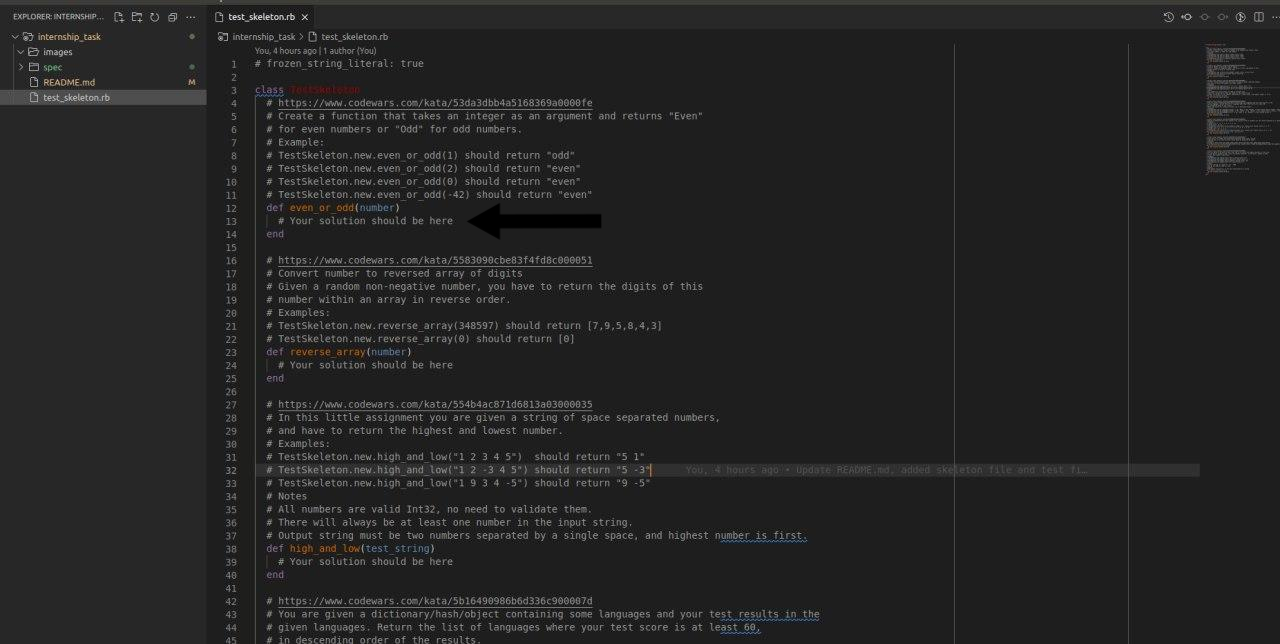 EXPLORER: INTERNSHIP...
internship_task
images
spec
README.md M
test_skeleton.rb
test_skeleton.rb
internship_task > test_skeleton.rb
You, 4 hours ago | 1 author (You)
1 # frozen_string_literal: true
2
3 class TestSkeleton
4 # https://www.codewars.com/kata/53da3dbb4a5168369a0000fe
5 # Create a function that takes an integer as an argument and returns "Even"
6 # for even numbers or "Odd" for odd numbers.
7 # Example:
8 # TestSkeleton.new.even_or_odd(1) should return "odd"
9 # TestSkeleton.new.even_or_odd(2) should return "even"
10 # TestSkeleton.new.even_or_odd(0) should return "even"
11 # TestSkeleton.new.even_or_odd(-42) should return "even"
12 def even_or_odd(number)
13 # Your solution should be here
14 end
15
16 # https://www.codewars.com/kata/5583090cbe83f4fd8c000051
17 # Convert number to reversed array of digits
18 # Given a random non-negative number, you have to return the digits of this
19 # number within an array in reverse order.
20 # Examples:
21 # TestSkeleton.new.reverse_array(348597) should return [7,9,5,8,4,3]
22 # TestSkeleton.new.reverse_array(0) should return [0]
23 def reverse_array(number)
24 # Your solution should be here
25 end
26
27 # https://www.codewars.com/kata/554b4ac871d6813a03000035
28 # In this little assignment you are given a string of space separated numbers,
29 # and have to return the highest and lowest number.
30 # Examples:
31 # TestSkeleton.new.high_and_low("1 2 3 4 5")  should return "5 1"
32 # TestSkeleton.new.high_and_low("1 2 -3 4 5") should return "5 -3" You, 4 hours ago • Update README.md, added skeleton file and test fi…
33 # TestSkeleton.new.high_and_low("1 9 3 4 -5") should return "9 -5"
34 # Notes
35 # All numbers are valid Int32, no need to validate them.
36 # There will always be at least one number in the input string.
37 # Output string must be two numbers separated by a single space, and highest number is first.
38 def high_and_low(test_string)
39 # Your solution should be here
40 end
41
42 # https://www.codewars.com/kata/5b16490986b6d336c900007d
43 # You are given a dictionary/hash/object containing some languages and your test results in the
44 # given languages. Return the list of languages where your test score is at least 60,
45 # in descending order of the results.